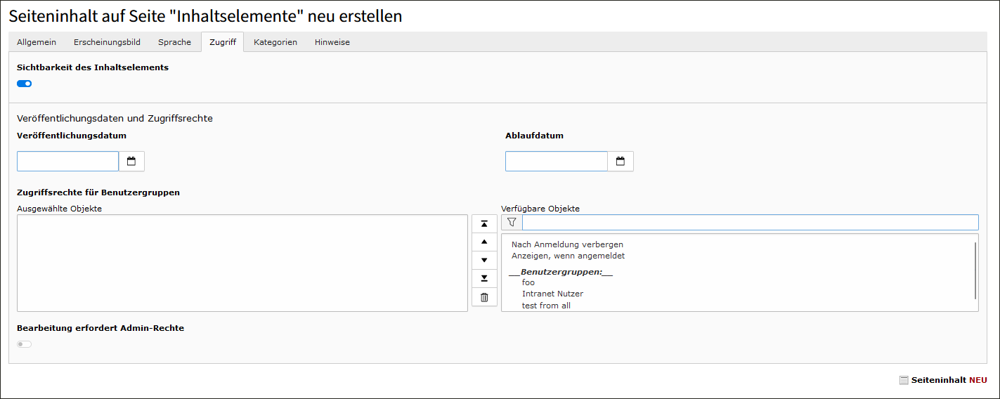 Seiteninhalt auf Seite "Inhaltselemente" neu erstellen
Allgemein Erscheinungsbild Sprache Zugriff Kategorien Hinweise
Sichtbarkeit des Inhaltselements
Veröffentlichungsdaten und Zugriffsrechte
Veröffentlichungsdatum Ablaufdatum
Zugriffsrechte für Benutzergruppen
Ausgewählte Objekte Verfügbare Objekte
Nach Anmeldung verbergen
Anzeigen, wenn angemeldet
__Benutzergruppen:__
foo
Intranet Nutzer
test from all
Bearbeitung erfordert Admin-Rechte
Seiteninhalt NEU